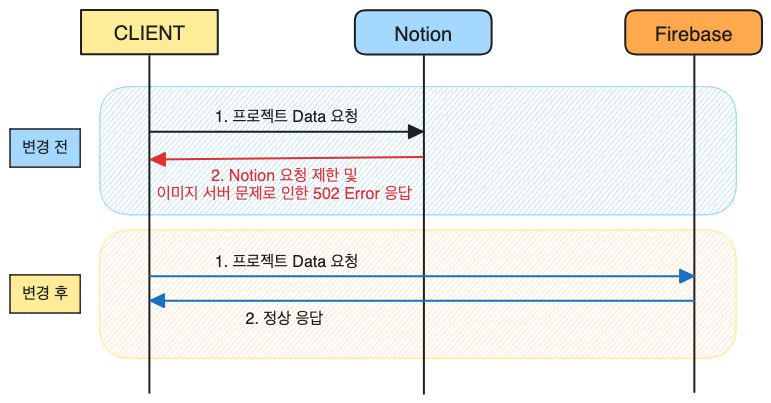 CLIENT
Notion
Firebase
변경 전
1. 프로젝트 Data 요청
2. Notion 요청 제한 및
이미지 서버 문제로 인한 502 Error 응답
변경 후
1. 프로젝트 Data 요청
2. 정상 응답